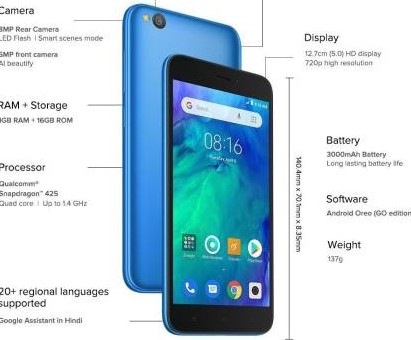 Camera
8MP Rear Camera
LED Flash | Smart scenes mode
5MP front camera
AI beautify
RAM + Storage
1GB RAM + 16GB ROM
Processor
Qualcomm®
Snapdragon™ 425
Quad core | Up to 1.4 GHz
20+ regional languages
supported
Google Assistant in Hindi
08:16
Display
12.7cm (5.0) HD display
720p high resolution
140.4mm x 70.1mm x 8.35mm
Battery
3000mAh Battery
Long lasting battery life
Software
Android Oreo (GO edition
Weight
137g